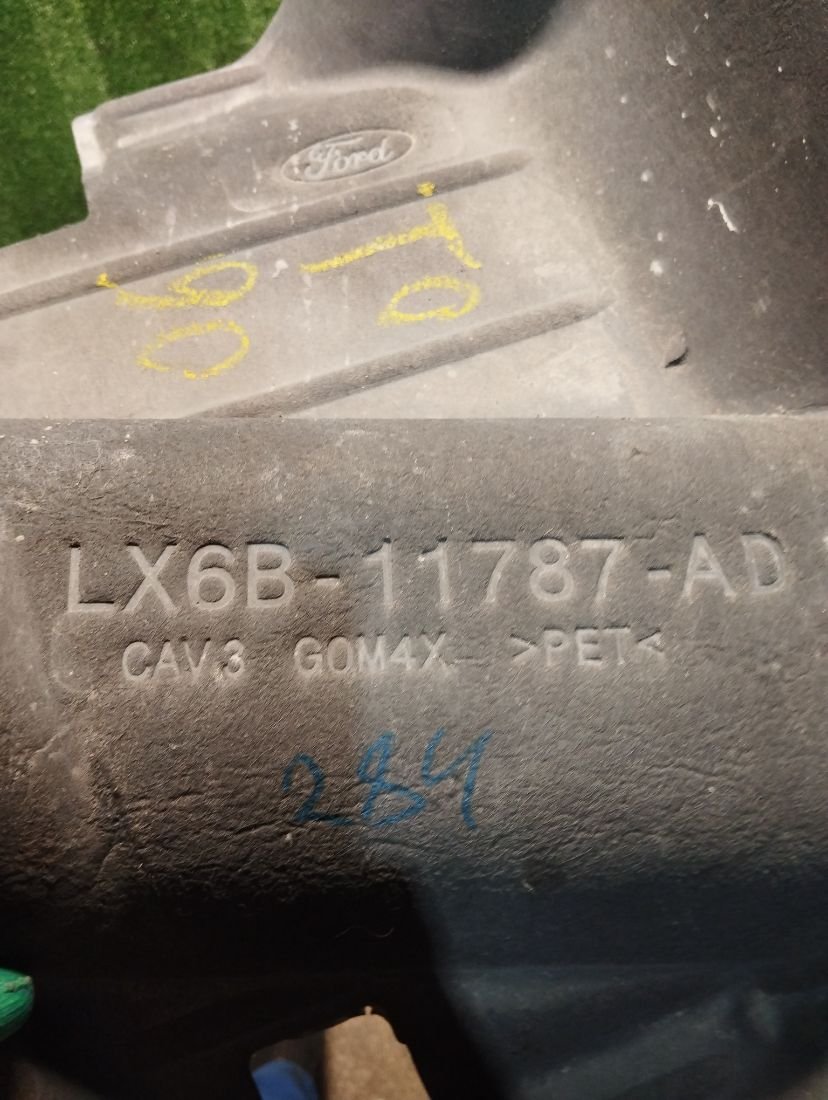 Ford
LX6B-11787-AD
CAV.3 GOM4X >PET<
284